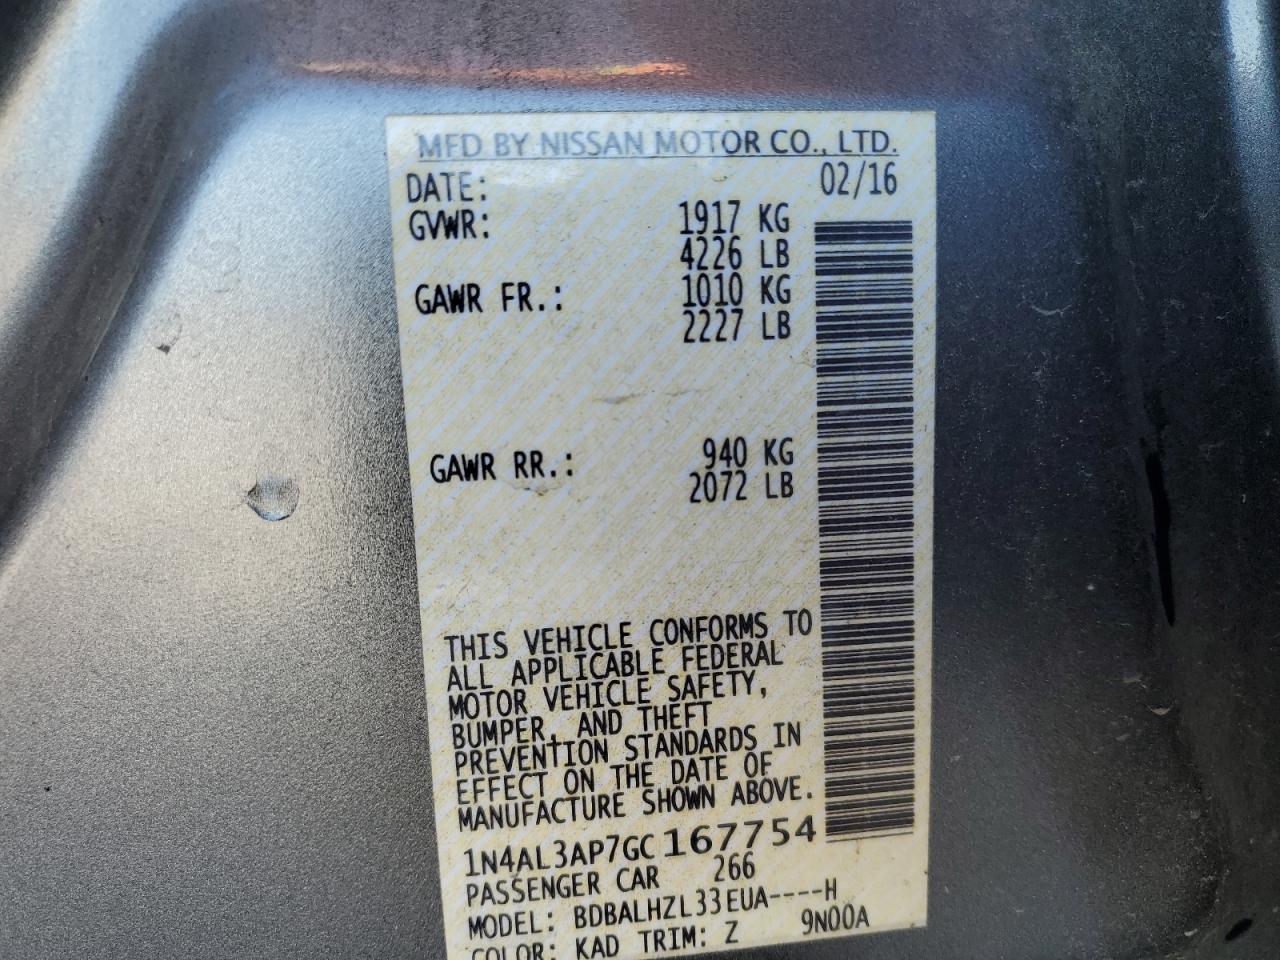 MFD BY NISSAN MOTOR CO., LTD.
DATE: 02/16
GVWR: 1917 KG
4226 LB
GAWR FR.: 1010 KG
2227 LB
GAWR RR.: 940 KG
2072 LB
THIS VEHICLE CONFORMS TO
ALL APPLICABLE FEDERAL
MOTOR VEHICLE SAFETY,
BUMPER, AND THEFT
PREVENTION STANDARDS IN
EFFECT ON THE DATE OF
MANUFACTURE SHOWN ABOVE.
1N4AL3AP7GC167754
PASSENGER CAR 266
MODEL: BDBALHZL33EUA----H
COLOR: KAD TRIM: Z 9N00A